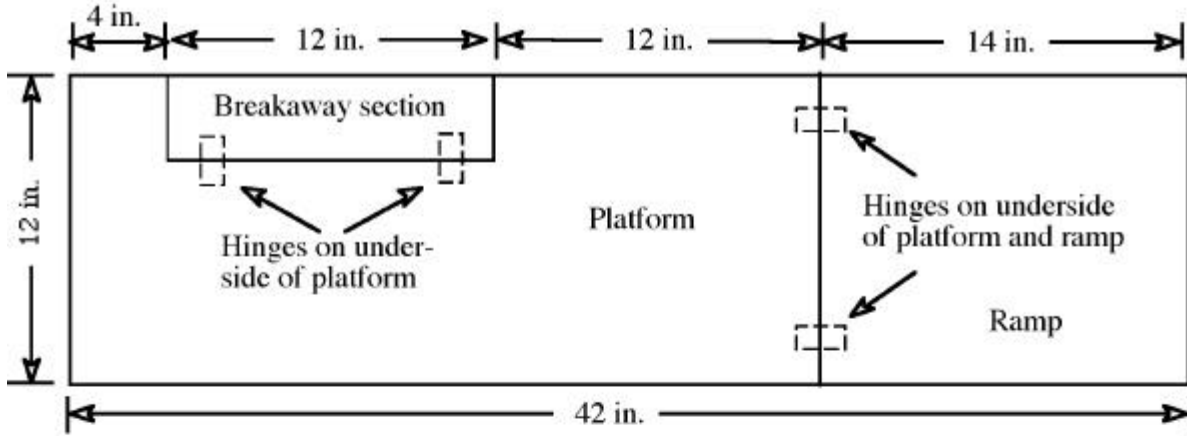 4 in.
12 in.
12 in.
14 in.
Breakaway section
12 in.
Platform
Hinges on under-
side of platform
Hinges on underside
of platform and ramp
Ramp
42 in.